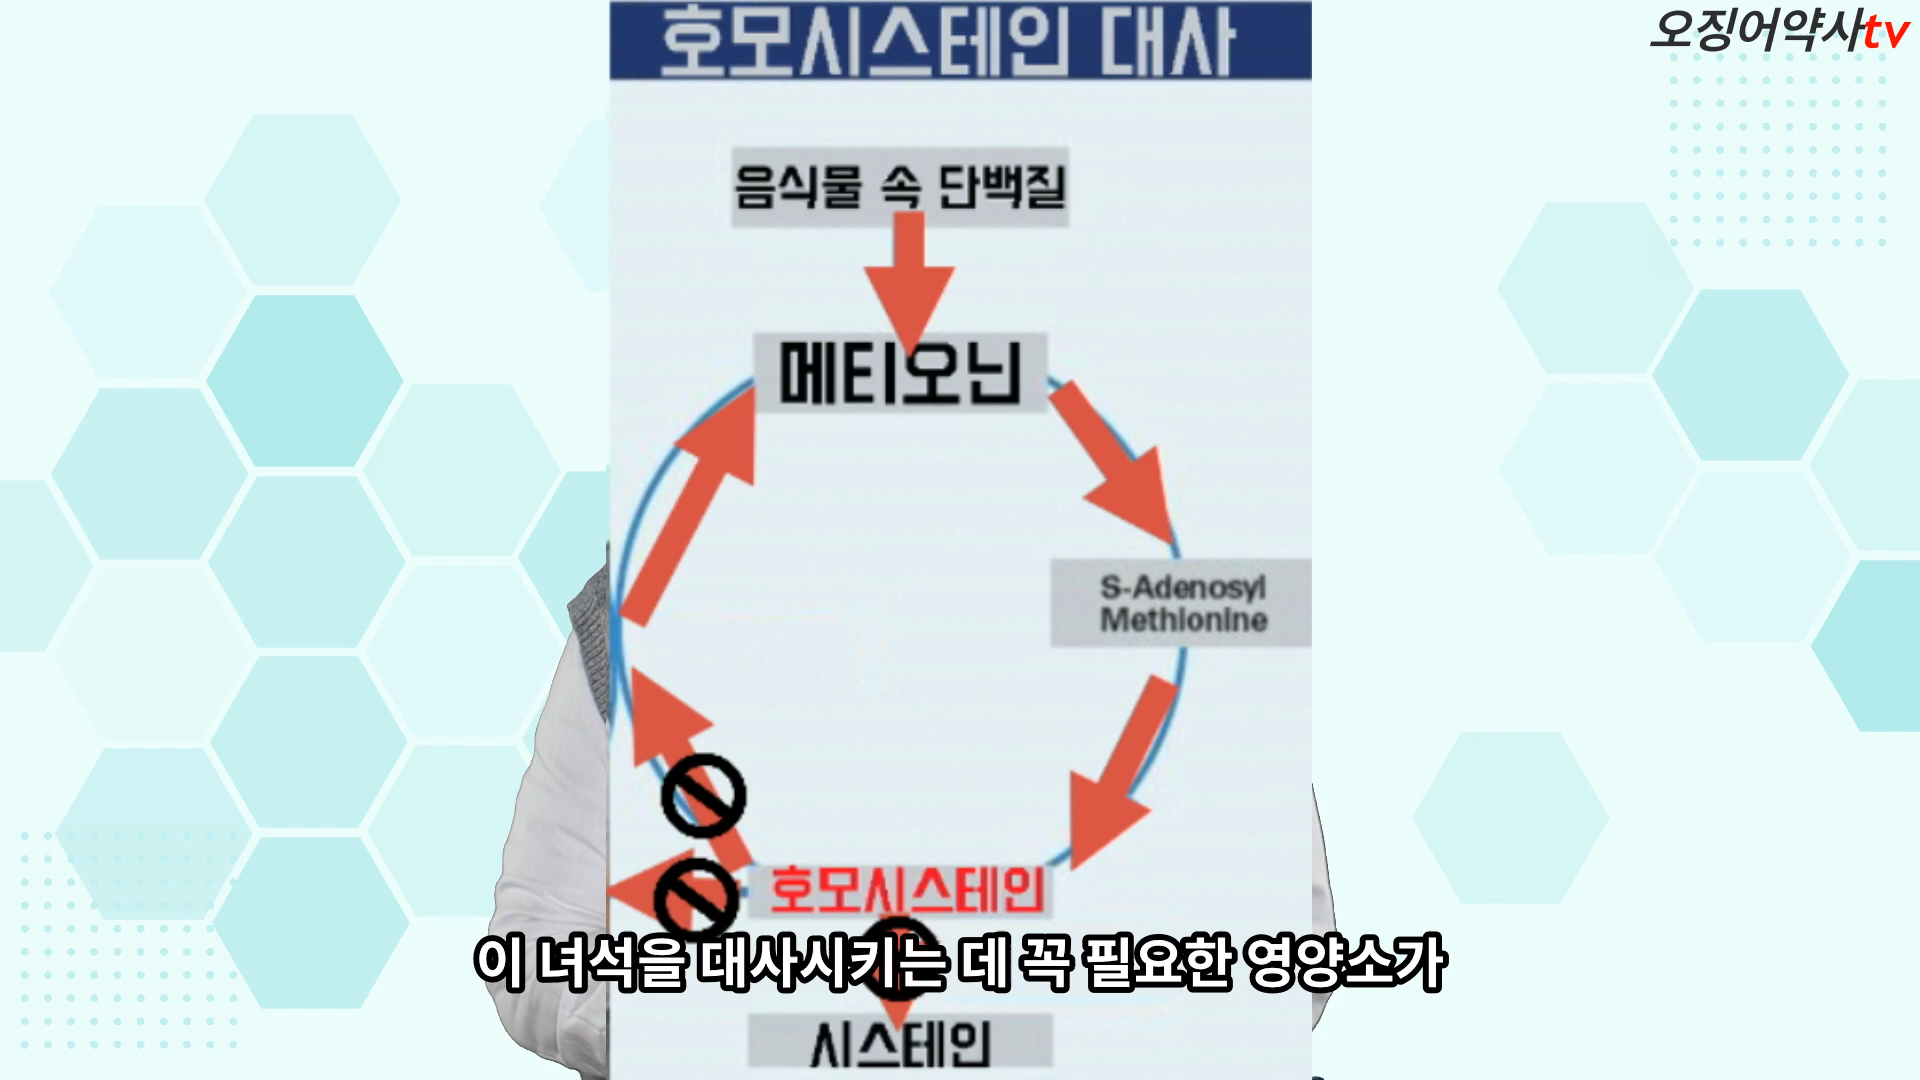 호모시스테인 대사
오징어약사tv
음식물 속 단백질
메티오닌
S-Adenosyl
Methionine
호모시스테인
이 녀석을 대사시키는 데 꼭 필요한 영양소가
시스테인